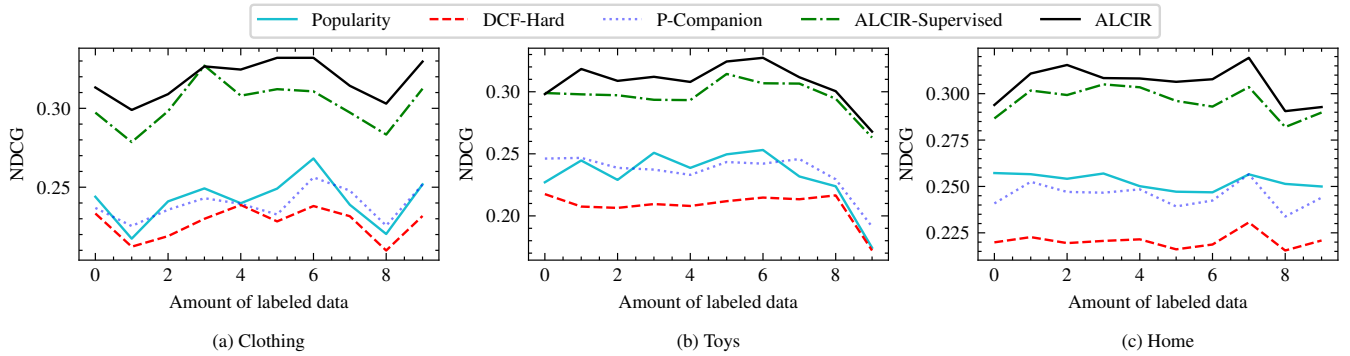 Popularity DCF-Hard P-Companion ALCIR-Supervised ALCIR
NDCG
0.30
0.25
0 2 4 6 8
Amount of labeled data
(a) Clothing
NDCG
0.30
0.25
0.20
0 2 4 6 8
Amount of labeled data
(b) Toys
NDCG
0.300
0.275
0.250
0.225
0 2 4 6 8
Amount of labeled data
(c) Home